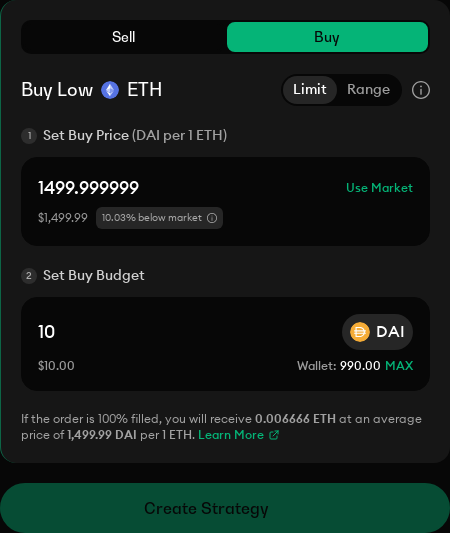 Sell Buy
Buy Low ETH Limit Range
1 Set Buy Price (DAI per 1 ETH)
1499.999999 Use Market
$1,499.99 10.03% below market
2 Set Buy Budget
10 DAI
$10.00 Wallet: 990.00 MAX
If the order is 100% filled, you will receive 0.006666 ETH at an average
price of 1,499.99 DAI per 1 ETH. Learn More
Create Strategy